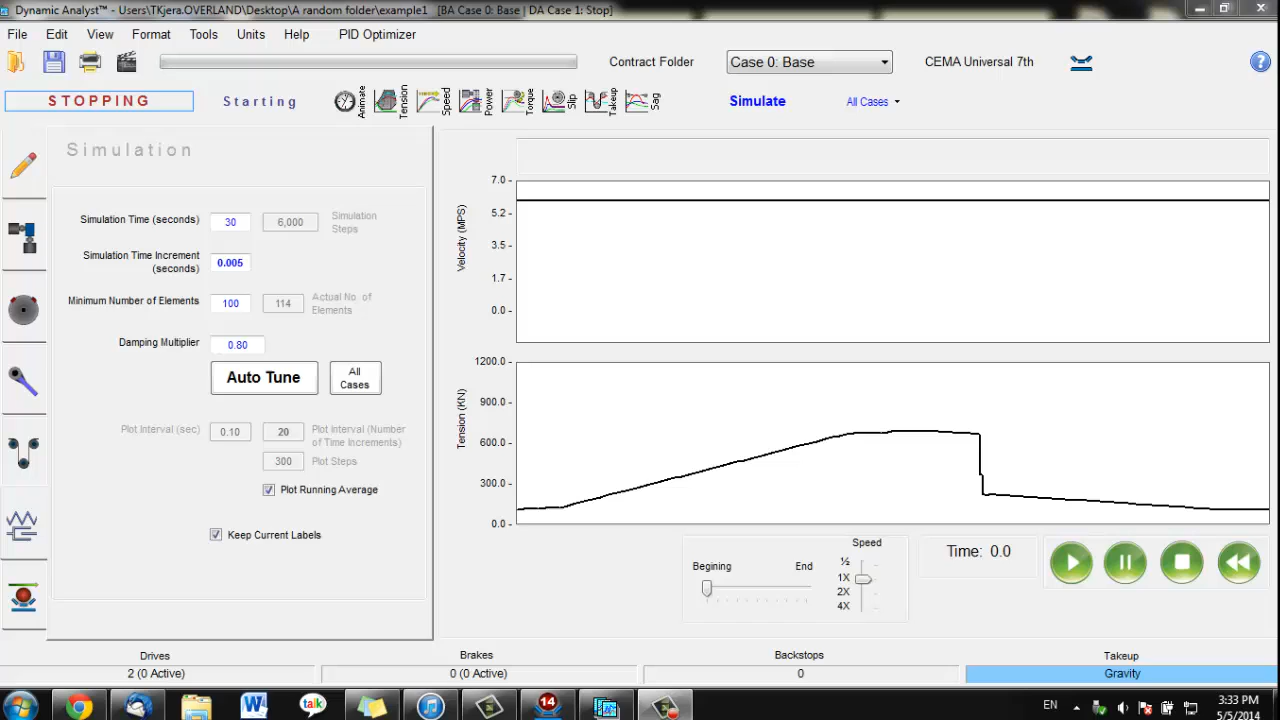 Dynamic Analyst™ - Users\TKjera.OVERLAND\Desktop\A random folder\example1 [BA Case 0: Base | DA Case 1: Stop]
File Edit View Format Tools Units Help PID Optimizer
Contract Folder Case 0: Base CEMA Universal 7th ?
STOPPING Starting Animate Tension Speed Power Torque Slip Takeup Sag Simulate All Cases
Simulation
Simulation Time (seconds) 30 6,000 Simulation
Steps
Simulation Time Increment
(seconds) 0.005
Minimum Number of Elements 100 114 Actual No. of
Elements
Damping Multiplier 0.80
Auto Tune All
Cases
Plot Interval (sec) 0.10 20 Plot Interval (Number
of Time Increments)
300 Plot Steps
Plot Running Average
Keep Current Labels
Velocity (MPS)
7.0 -
5.2 -
3.5 -
1.7 -
0.0 -
Tension (KN)
1200.0 -
900.0 -
600.0 -
300.0 -
0.0 -
Begining End
Speed
½
1X
2X
4X
Time: 0.0
Drives Brakes Backstops Takeup
2 (0 Active) 0 (0 Active) 0 Gravity
W talk 14 EN 3:33 PM
5/5/2014